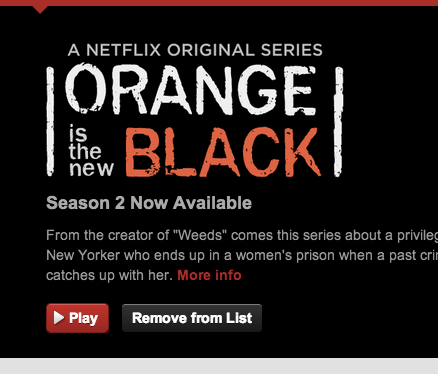 A NETFLIX ORIGINAL SERIES
ORANGE
is
the
new
BLACK
Season 2 Now Available
From the creator of "Weeds" comes this series about a
New Yorker who ends up in a women's prison when a past
catches up with her. More info
Play
Remove from List